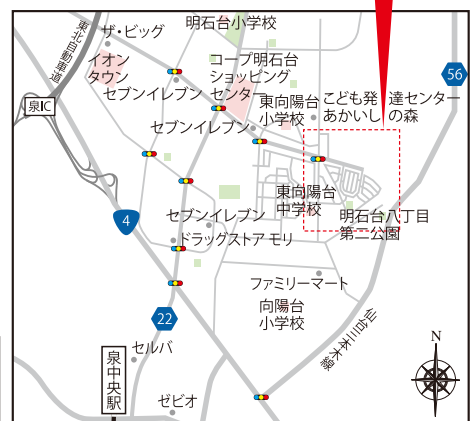 明石台小学校
ザ・ビッグ
東北自動車道
イオン
タウン
コープ明石台
ショッピング
センター
56
泉IC
セブンイレブン
東向陽台
小学校
こども発達センター
あかいしの森
セブンイレブン
東向陽台
中学校
明石台八丁目
第二公園
4
セブンイレブン
ドラッグストア モリ
ファミリーマート
向陽台
小学校
22
仙台三本木線
セルバ
泉中央駅
ゼビオ
N